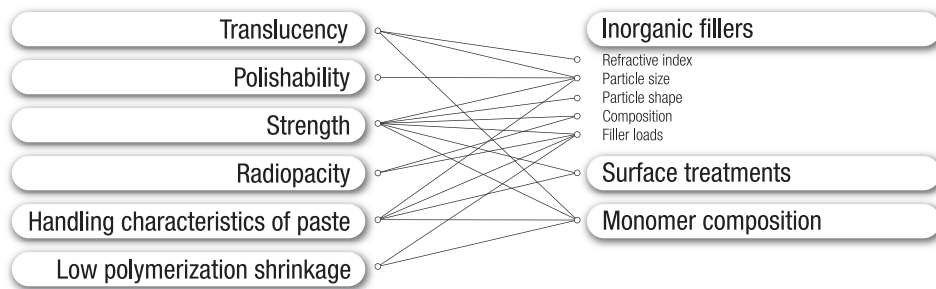 Translucency
Polishability
Strength
Radiopacity
Handling characteristics of paste
Low polymerization shrinkage
Inorganic fillers
Refractive index
Particle size
Particle shape
Composition
Filler loads
Surface treatments
Monomer composition